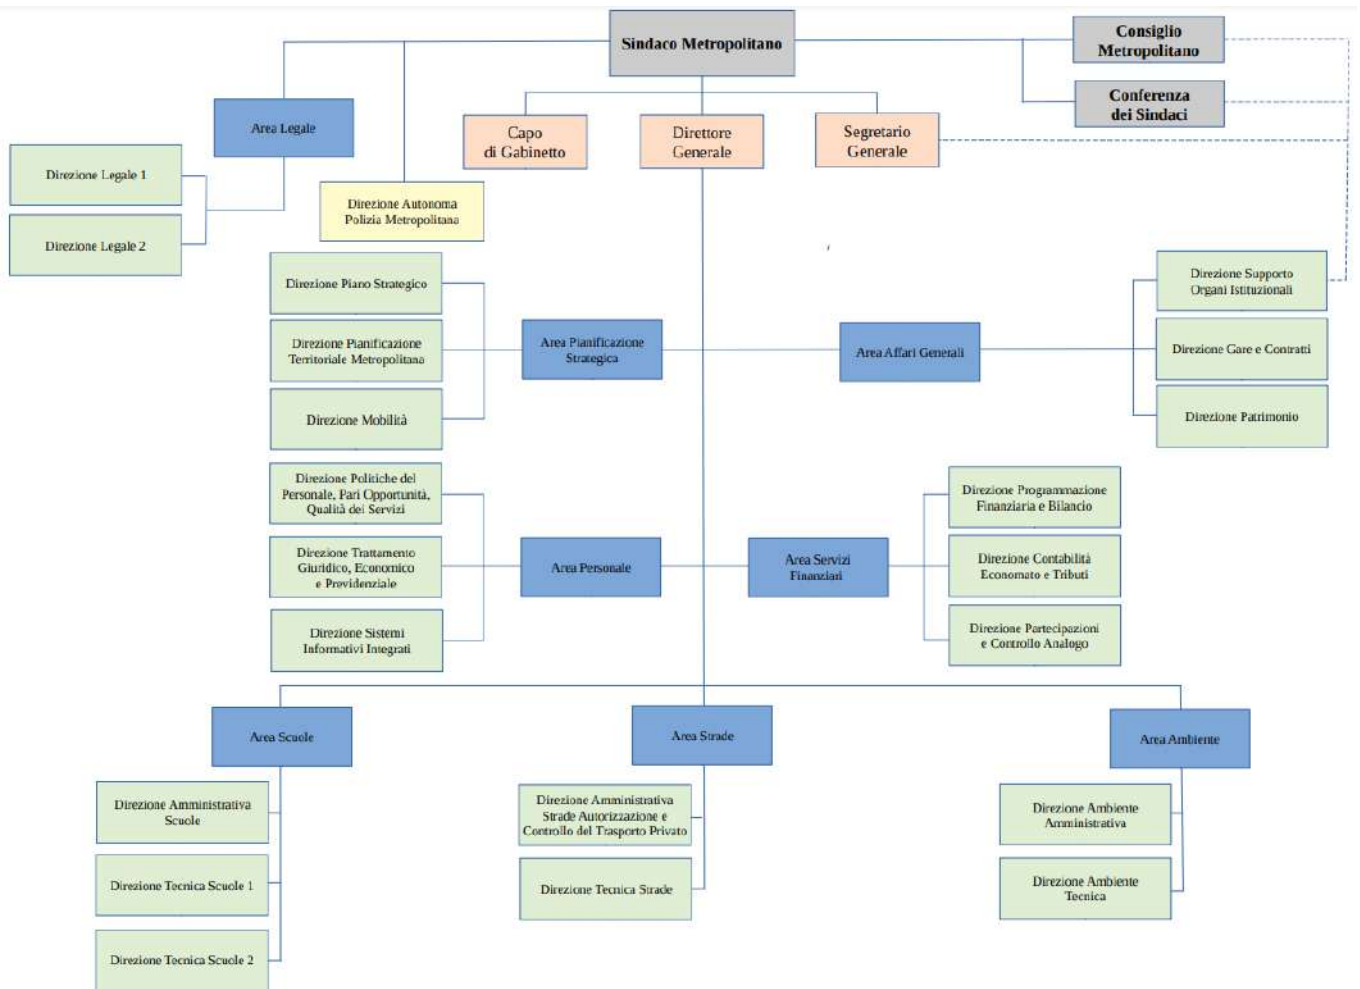 Sindaco Metropolitano
Consiglio
Metropolitano
Conferenza
dei Sindaci
Area Legale
Capo
di Gabinetto
Direttore
Generale
Segretario
Generale
Direzione Legale 1
Direzione Legale 2
Direzione Autonoma
Polizia Metropolitana
Direzione Piano Strategico
Direzione Pianificazione
Territoriale Metropolitana
Direzione Mobilità
Area Pianificazione
Strategica
Area Affari Generali
Direzione Supporto
Organi Istituzionali
Direzione Gare e Contratti
Direzione Patrimonio
Direzione Politiche del
Personale, Pari Opportunità,
Qualità dei Servizi
Direzione Trattamento
Giuridico, Economico
e Previdenziale
Direzione Sistemi
Informativi Integrati
Area Personale
Area Servizi
Finanziari
Direzione Programmazione
Finanziaria e Bilancio
Direzione Contabilità
Economato e Tributi
Direzione Partecipazioni
e Controllo Analogo
Area Scuole
Area Strade
Area Ambiente
Direzione Amministrativa
Scuole
Direzione Tecnica Scuole 1
Direzione Tecnica Scuole 2
Direzione Amministrativa
Strade Autorizzazione e
Controllo del Trasporto Privato
Direzione Tecnica Strade
Direzione Ambiente
Amministrativa
Direzione Ambiente
Tecnica